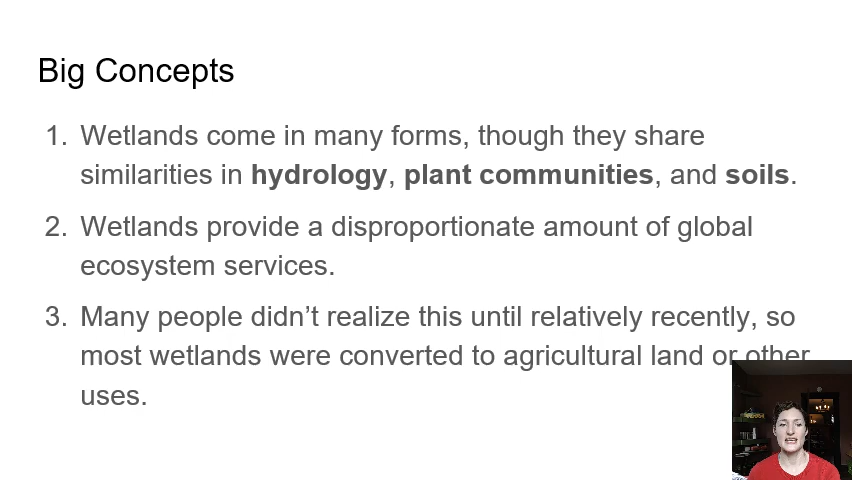 Big Concepts
1. Wetlands come in many forms, though they share
similarities in hydrology, plant communities, and soils.
2. Wetlands provide a disproportionate amount of global
ecosystem services.
3. Many people didn’t realize this until relatively recently, so
most wetlands were converted to agricultural land or other
uses.